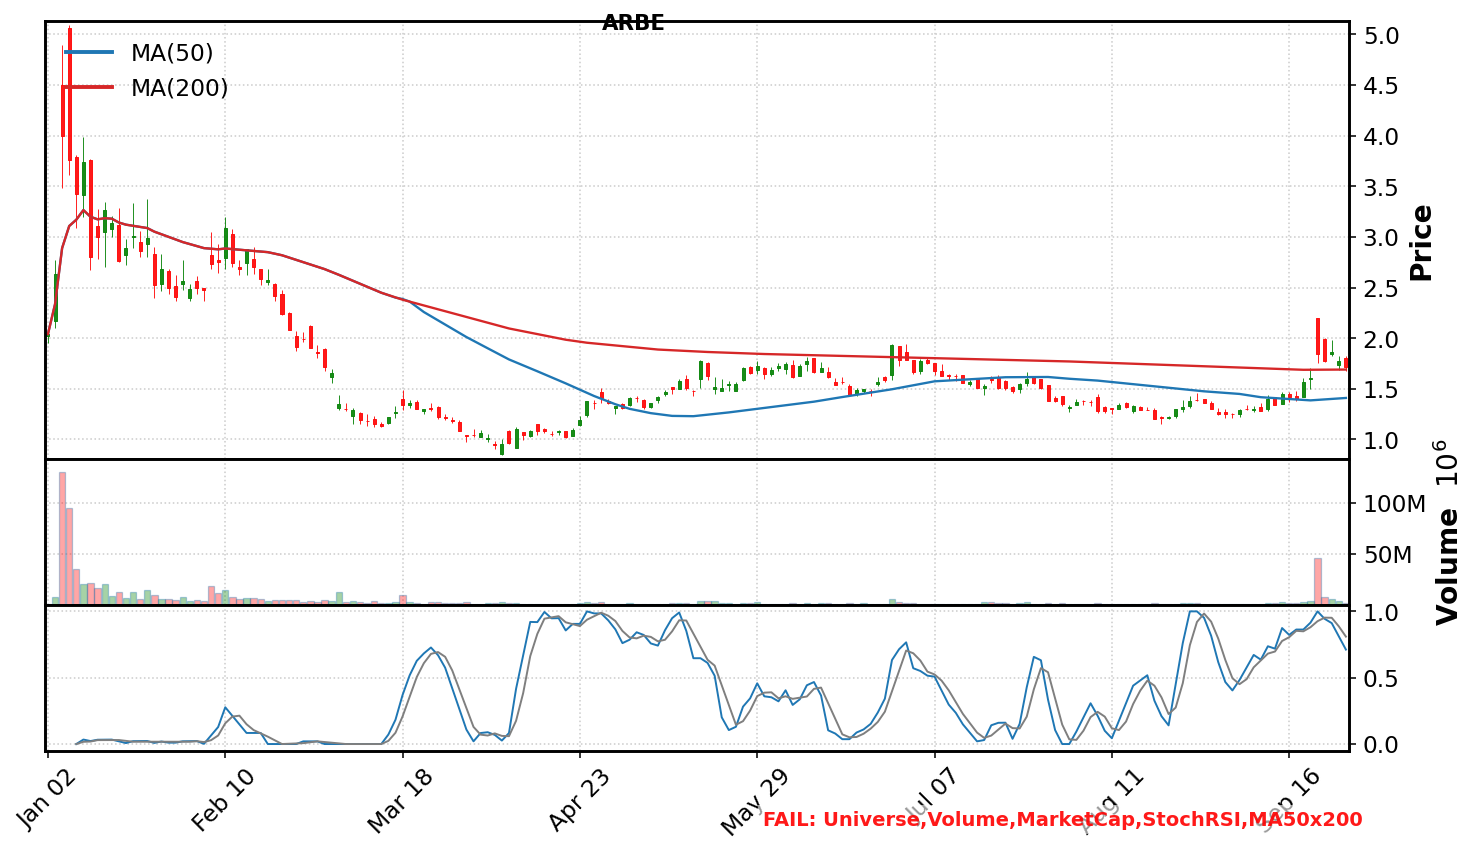 ARBE
MA(50)
MA(200)
5.0
4.5
4.0
3.5
3.0
2.5
2.0
1.5
1.0
Price
100M
50M
Volume 10⁶
1.0
0.5
0.0
Jan 02
Feb 10
Mar 18
Apr 23
May 29
Jul 07
Aug 11
Sep 16
FAIL: Universe,Volume,MarketCap,StochRSI,MA50x200